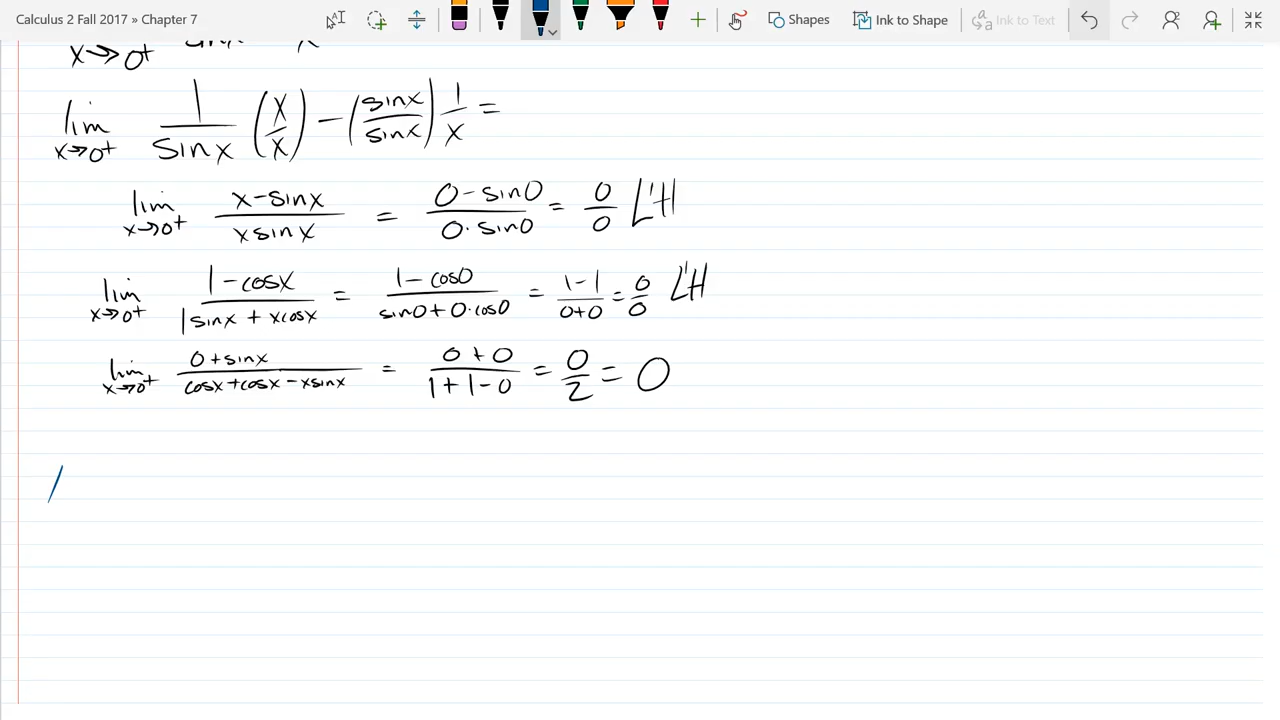 Calculus 2 Fall 2017 » Chapter 7
Shapes Ink to Shape Ink to Text
x→0⁺ sinx x
lim x→0⁺ 1/sinx (x/x) - (sinx/sinx) 1/x =
lim x→0⁺ x-sinx / xsinx = 0-sin0 / 0·sin0 = 0/0 L'H
lim x→0⁺ 1-cosx / 1sinx + xcosx = 1-cos0 / sin0+0·cos0 = 1-1 / 0+0 = 0/0 L'H
lim x→0⁺ 0+sinx / cosx+cosx-xsinx = 0+0 / 1+1-0 = 0/2 = 0